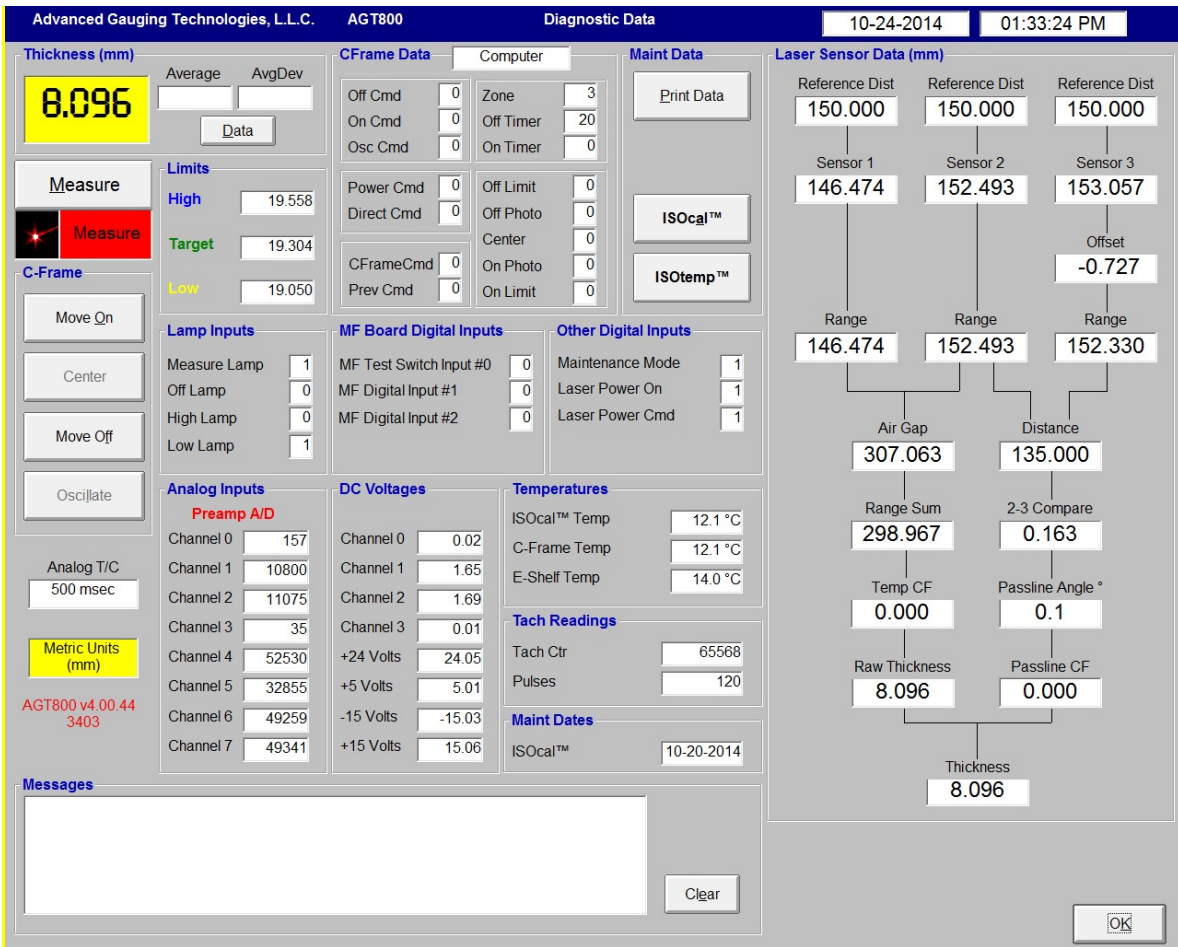 Advanced Gauging Technologies, L.L.C. AGT800 Diagnostic Data 10-24-2014 01:33:24 PM
Thickness (mm)
8.096
Average AvgDev
Data
Measure
Measure
C-Frame
Move On
Center
Move Off
Oscillate
Analog T/C
500 msec
Metric Units
(mm)
AGT800 v4.00.44
3403
Limits
High 19.558
Target 19.304
Low 19.050
CFrame Data Computer
Off Cmd 0 Zone 3
On Cmd 0 Off Timer 20
Osc Cmd 0 On Timer 0
Power Cmd 0 Off Limit 0
Direct Cmd 0 Off Photo 0
Center 0
CFrameCmd 0 On Photo 0
Prev Cmd 0 On Limit 0
Maint Data
Print Data
ISOcal™
ISOtemp™
Lamp Inputs
Measure Lamp 1
Off Lamp 0
High Lamp 0
Low Lamp 1
MF Board Digital Inputs
MF Test Switch Input #0 0
MF Digital Input #1 0
MF Digital Input #2 0
Other Digital Inputs
Maintenance Mode 1
Laser Power On 1
Laser Power Cmd 1
Analog Inputs
Preamp A/D
Channel 0 157
Channel 1 10800
Channel 2 11075
Channel 3 35
Channel 4 52530
Channel 5 32855
Channel 6 49259
Channel 7 49341
DC Voltages
Channel 0 0.02
Channel 1 1.65
Channel 2 1.69
Channel 3 0.01
+24 Volts 24.05
+5 Volts 5.01
-15 Volts -15.03
+15 Volts 15.06
Temperatures
ISOcal™ Temp 12.1 °C
C-Frame Temp 12.1 °C
E-Shelf Temp 14.0 °C
Tach Readings
Tach Ctr 65568
Pulses 120
Maint Dates
ISOcal™ 10-20-2014
Laser Sensor Data (mm)
Reference Dist Reference Dist Reference Dist
150.000 150.000 150.000
Sensor 1 Sensor 2 Sensor 3
146.474 152.493 153.057
Offset
-0.727
Range Range Range
146.474 152.493 152.330
Air Gap Distance
307.063 135.000
Range Sum 2-3 Compare
298.967 0.163
Temp CF Passline Angle °
0.000 0.1
Raw Thickness Passline CF
8.096 0.000
Thickness
8.096
Messages
Clear
OK